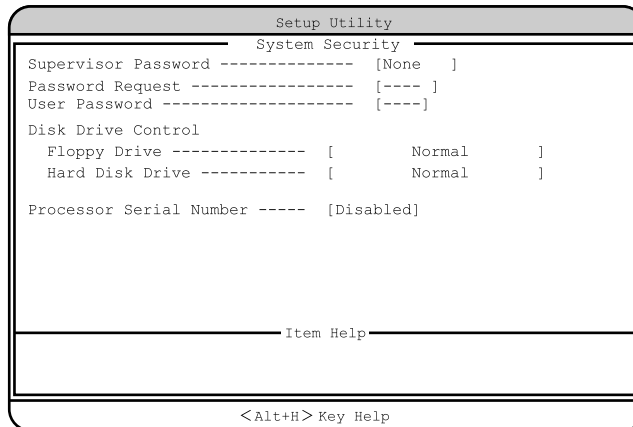 Setup Utility
System Security
Supervisor Password -------------- [None ]
Password Request ----------------- [---- ]
User Password -------------------- [----]
Disk Drive Control
Floppy Drive -------------- [ Normal ]
Hard Disk Drive ----------- [ Normal ]
Processor Serial Number ----- [Disabled]
Item Help
<Alt+H> Key Help